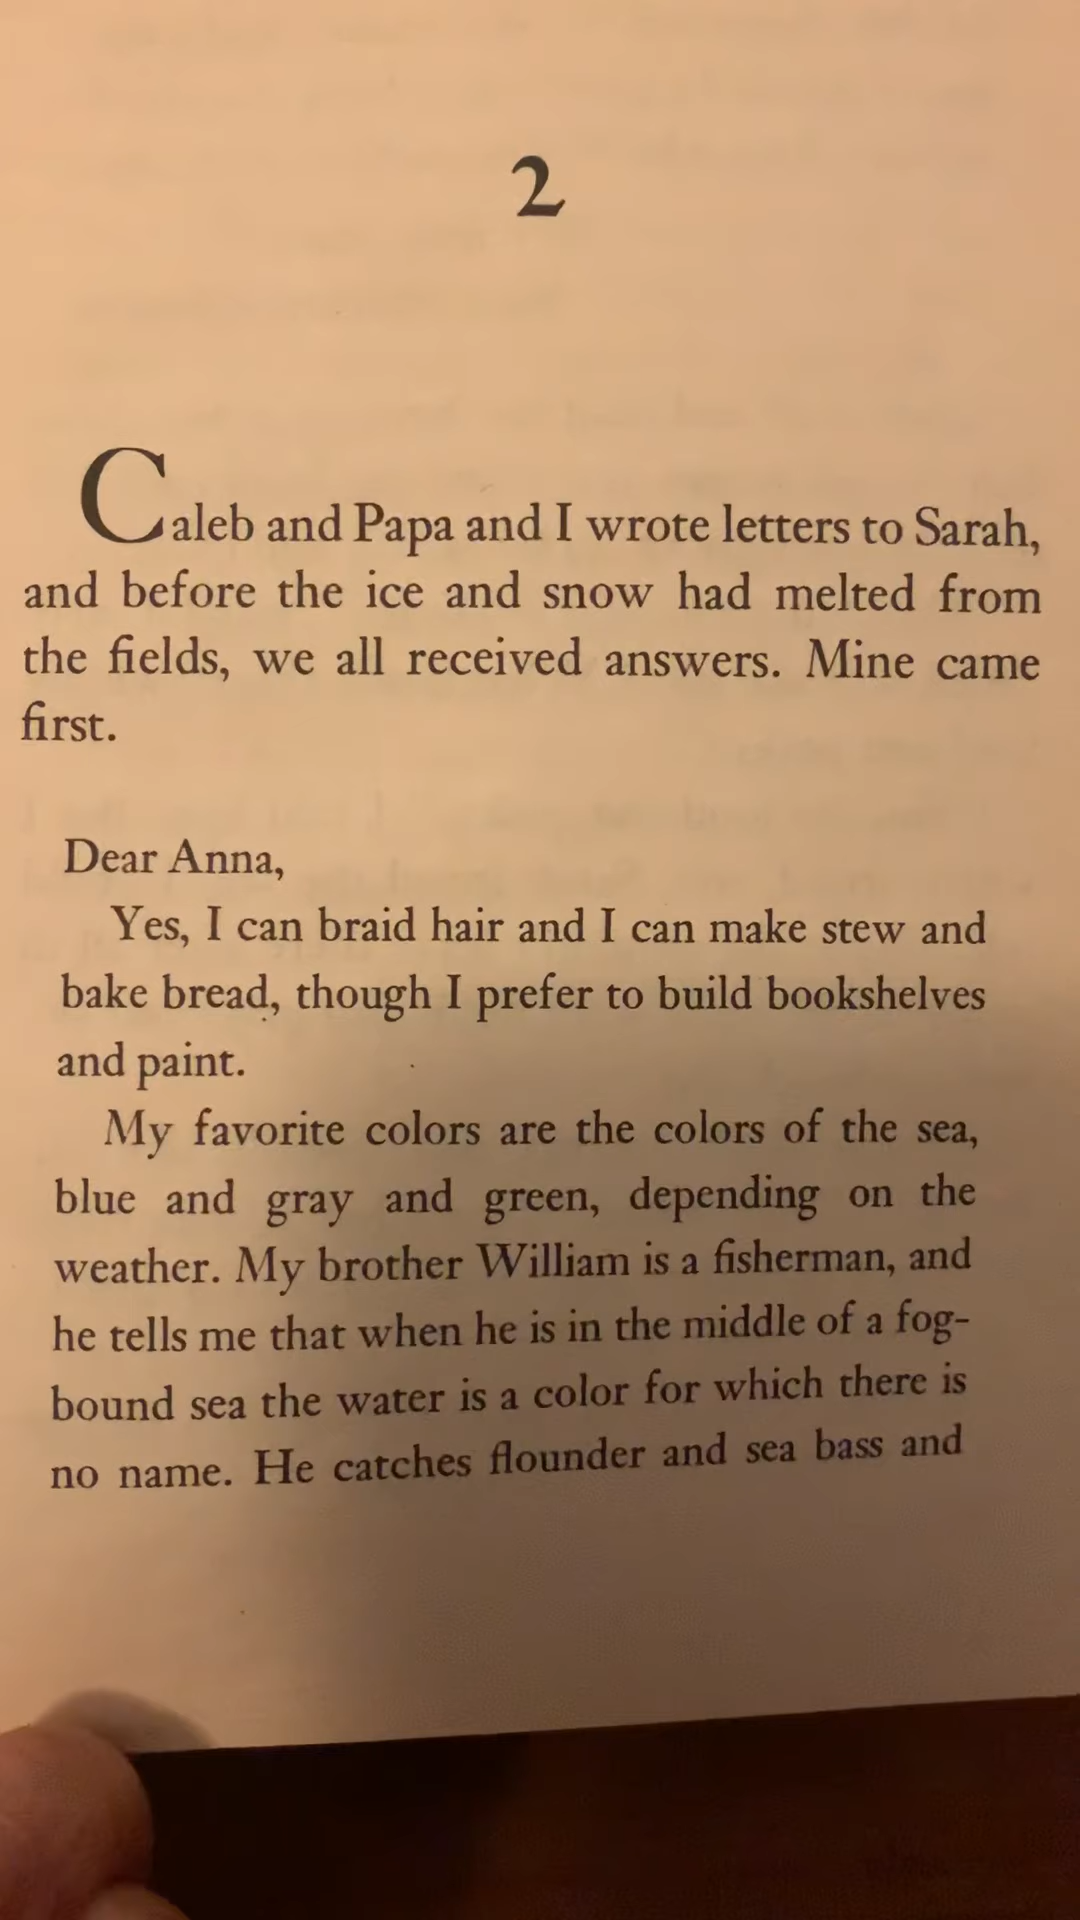 2
Caleb and Papa and I wrote letters to Sarah,
and before the ice and snow had melted from
the fields, we all received answers. Mine came
first.
Dear Anna,
Yes, I can braid hair and I can make stew and
bake bread, though I prefer to build bookshelves
and paint.
My favorite colors are the colors of the sea,
blue and gray and green, depending on the
weather. My brother William is a fisherman, and
he tells me that when he is in the middle of a fog-
bound sea the water is a color for which there is
no name. He catches flounder and sea bass and